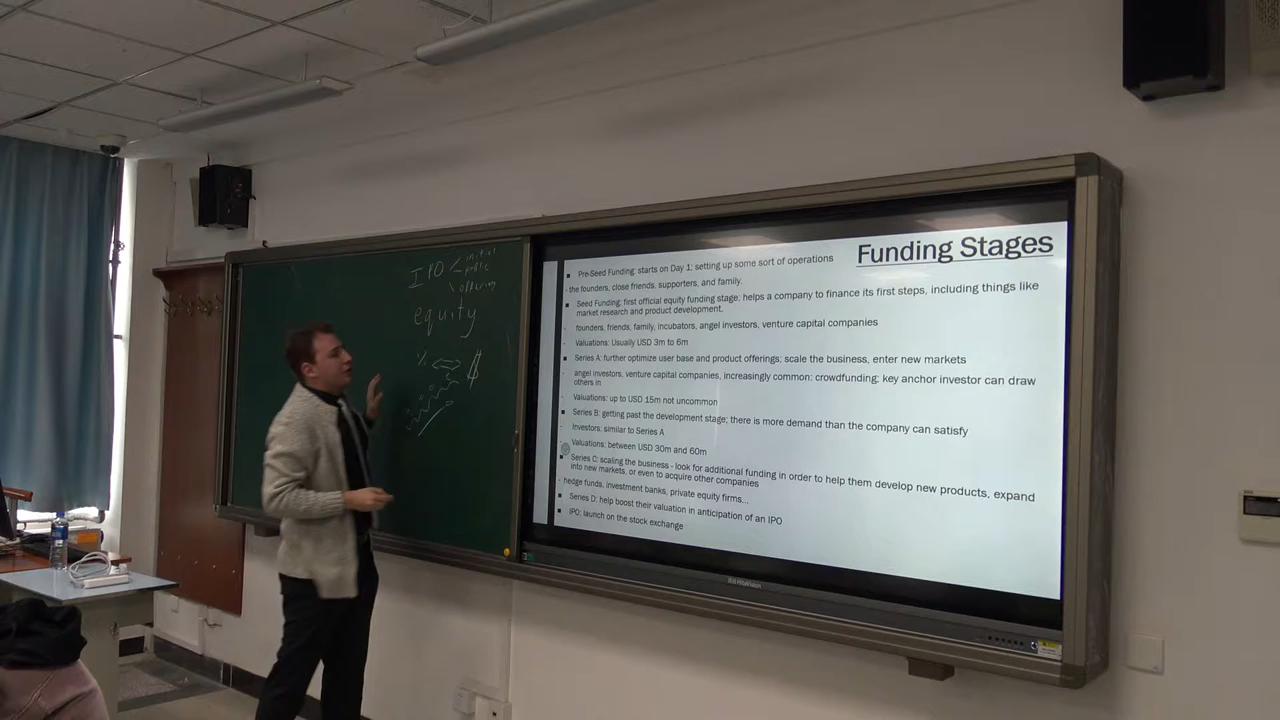 IPO
initial
public
offering
equity
% $
Funding Stages
▪ Pre-Seed Funding: starts on Day 1; setting up some sort of operations
- the founders, close friends, supporters, and family.
▪ Seed Funding: first official equity funding stage; helps a company to finance its first steps, including things like
market research and product development.
- founders, friends, family, incubators, angel investors, venture capital companies
- Valuations: Usually USD 3m to 6m
▪ Series A: further optimize user base and product offerings; scale the business, enter new markets
- angel investors, venture capital companies, increasingly common: crowdfunding; key anchor investor can draw
others in
- Valuations: up to USD 15m not uncommon
▪ Series B: getting past the development stage; there is more demand than the company can satisfy
- Investors: similar to Series A
- Valuations: between USD 30m and 60m
▪ Series C: scaling the business - look for additional funding in order to help them develop new products, expand
into new markets, or even to acquire other companies
- hedge funds, investment banks, private equity firms...
▪ Series D: help boost their valuation in anticipation of an IPO
▪ IPO: launch on the stock exchange